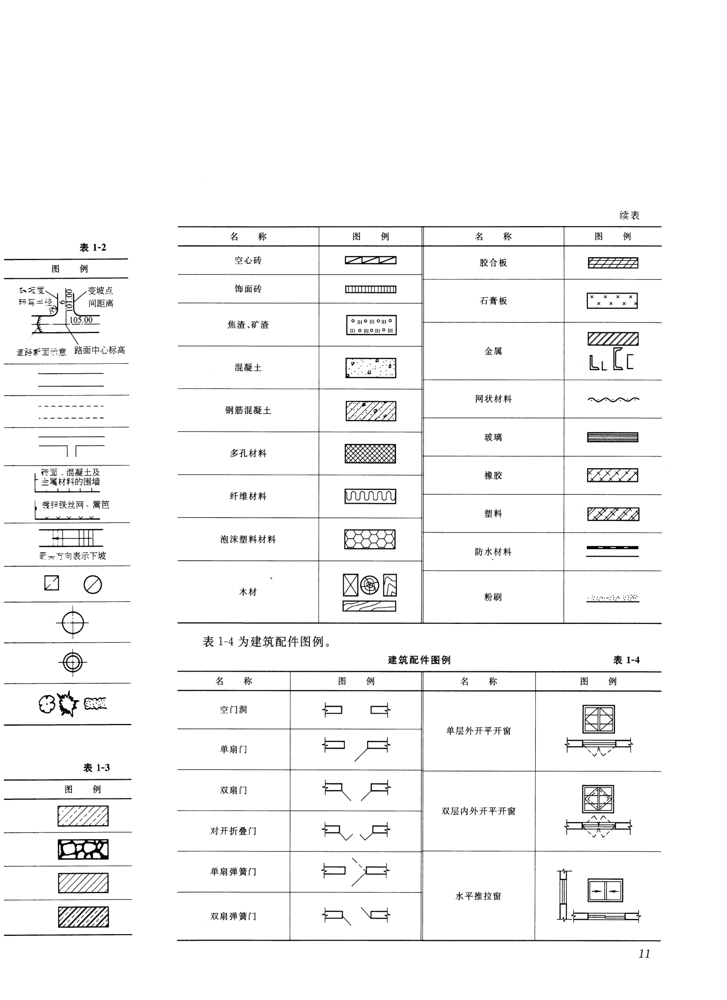 表 1-2
图 例
变坡点
间距离
R9
6
101.00
105.00
路面中心标高
砖面、混凝土及
金属材料的围墙
铁丝网、篱笆
箭头方向表示下坡
表 1-3
图 例
续表
名 称 图 例 名 称 图 例
空心砖
饰面砖
焦渣、矿渣
混凝土
钢筋混凝土
多孔材料
纤维材料
泡沫塑料材料
木材
胶合板
石膏板
金属
网状材料
玻璃
橡胶
塑料
防水材料
粉刷
表 1-4 为建筑配件图例。
建筑配件图例 表 1-4
名 称 图 例 名 称 图 例
空门洞
单扇门
双扇门
对开折叠门
单扇弹簧门
双扇弹簧门
单层外开平开窗
双层内外开平开窗
水平推拉窗
11